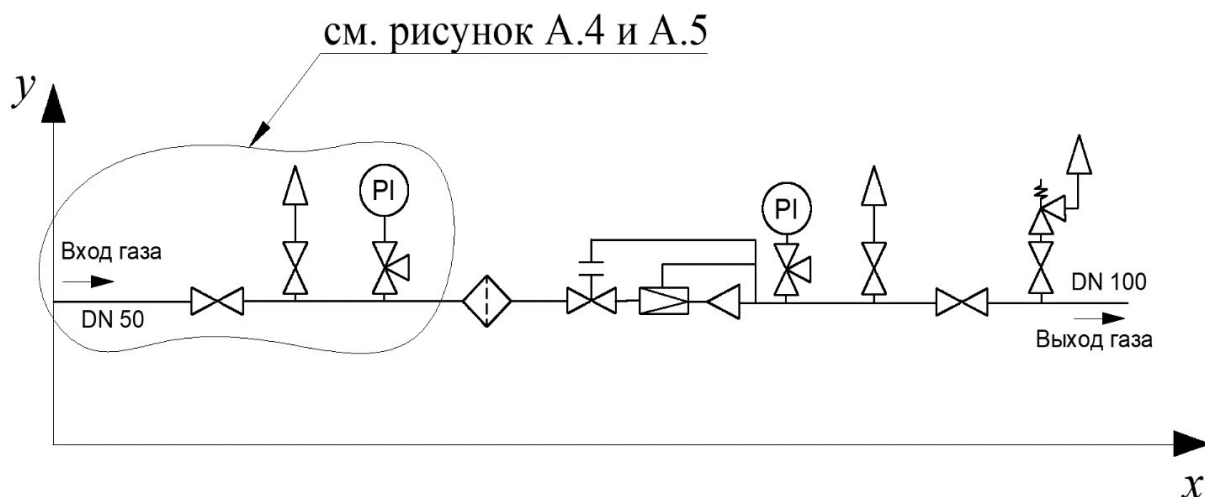 см. рисунок А.4 и А.5
y
PI
PI
Вход газа
DN 50
DN 100
Выход газа
x